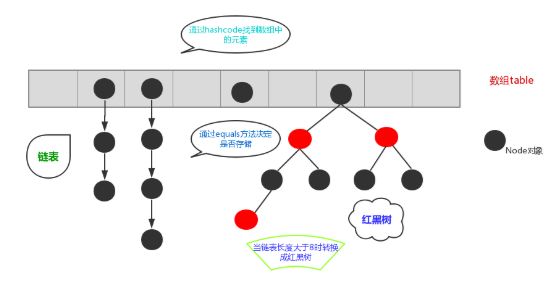 通过hashcode找到数组中
的元素
数组table
通过equals方法决定
是否存储
链表
Node对象
红黑树
当链表长度大于8时转换
成红黑树